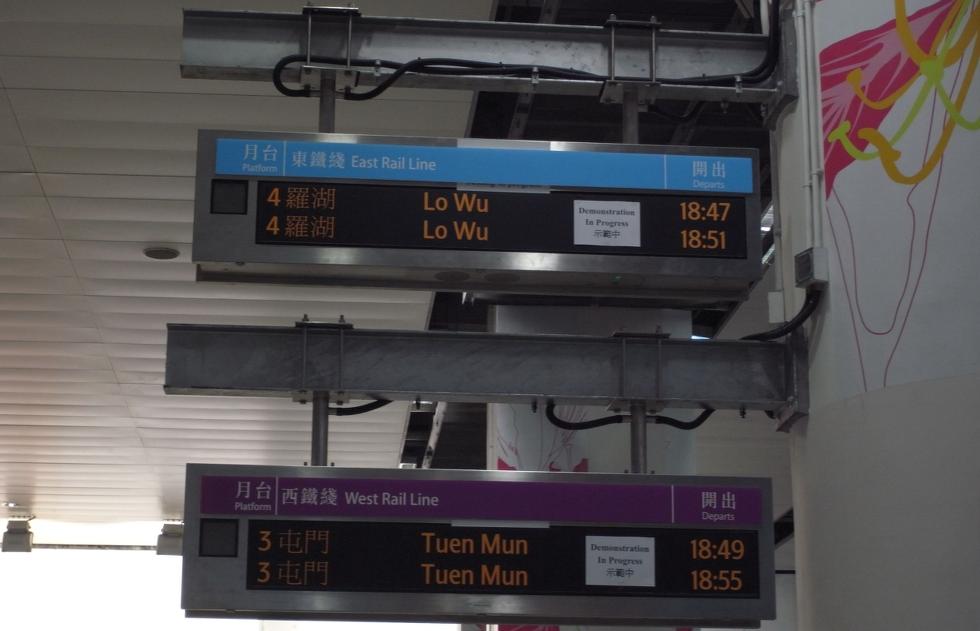 月台 東鐵綫 East Rail Line 開出
Platform Departs
4 羅湖 Lo Wu 18:47
4 羅湖 Lo Wu 18:51
Demonstration
In Progress
示範中
月台 西鐵綫 West Rail Line 開出
Platform Departs
3 屯門 Tuen Mun 18:49
3 屯門 Tuen Mun 18:55
Demonstration
In Progress
示範中